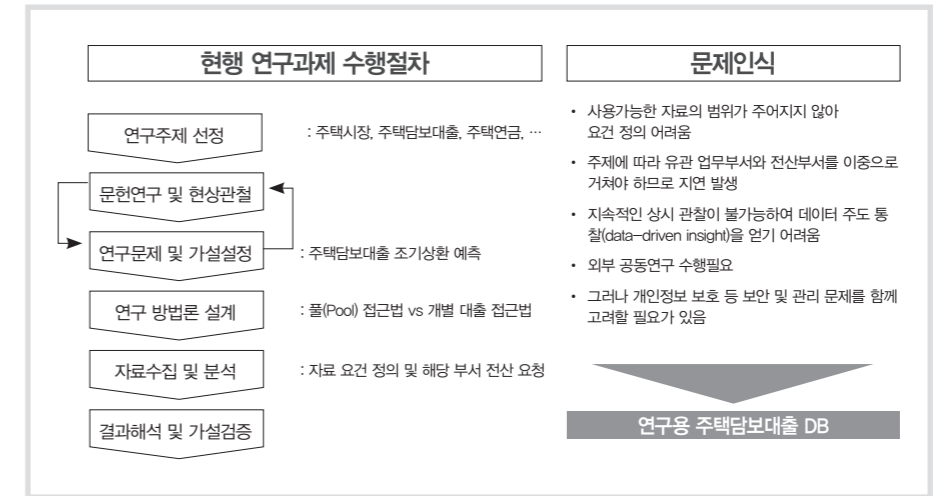 현행 연구과제 수행절차
연구주제 선정
: 주택시장, 주택담보대출, 주택연금, …
문헌연구 및 현상관찰
연구문제 및 가설설정
: 주택담보대출 조기상환 예측
연구 방법론 설계
: 풀(Pool) 접근법 vs 개별 대출 접근법
자료수집 및 분석
: 자료 요건 정의 및 해당 부서 전산 요청
결과해석 및 가설검증
문제인식
• 사용가능한 자료의 범위가 주어지지 않아
요건 정의 어려움
• 주제에 따라 유관 업무부서와 전산부서를 이중으로
거쳐야 하므로 지연 발생
• 지속적인 상시 관찰이 불가능하여 데이터 주도 통
찰(data-driven insight)을 얻기 어려움
• 외부 공동연구 수행필요
• 그러나 개인정보 보호 등 보안 및 관리 문제를 함께
고려할 필요가 있음
연구용 주택담보대출 DB